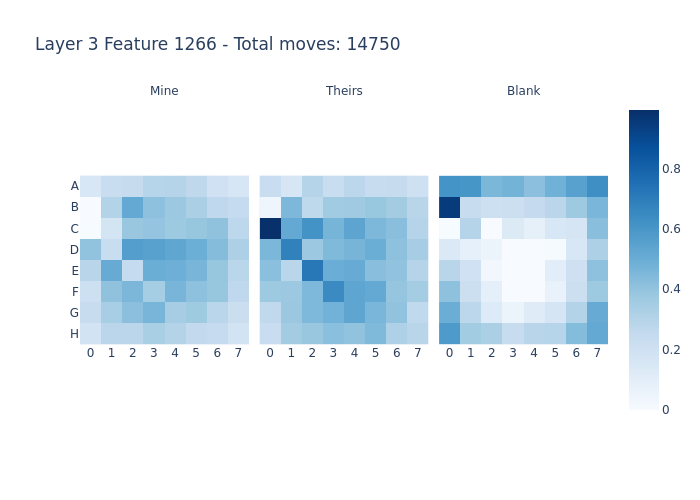 Layer 3 Feature 1266 - Total moves: 14750
Mine Theirs Blank
A
B
C
D
E
F
G
H
0 1 2 3 4 5 6 7 0 1 2 3 4 5 6 7 0 1 2 3 4 5 6 7
0.8
0.6
0.4
0.2
0